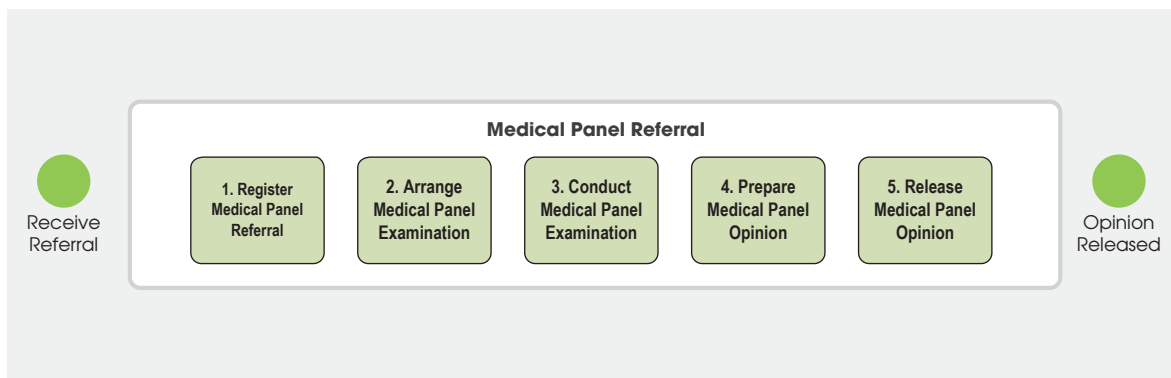 Medical Panel Referral
Receive
Referral
1. Register
Medical Panel
Referral
2. Arrange
Medical Panel
Examination
3. Conduct
Medical Panel
Examination
4. Prepare
Medical Panel
Opinion
5. Release
Medical Panel
Opinion
Opinion
Released